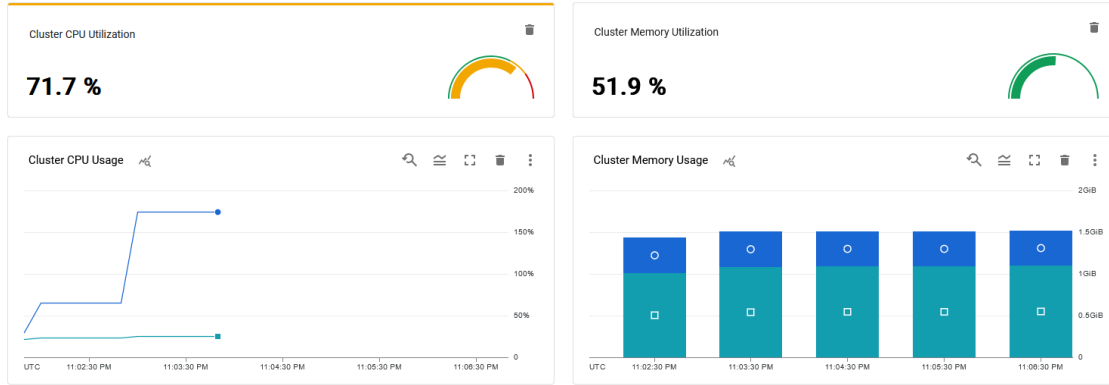 Cluster CPU Utilization
71.7 %
Cluster Memory Utilization
51.9 %
Cluster CPU Usage
200%
150%
100%
50%
0
UTC 11:02:30 PM 11:03:30 PM 11:04:30 PM 11:05:30 PM 11:06:30 PM
Cluster Memory Usage
2GiB
1.5GiB
1GiB
0.5GiB
0
UTC 11:02:30 PM 11:03:30 PM 11:04:30 PM 11:05:30 PM 11:06:30 PM